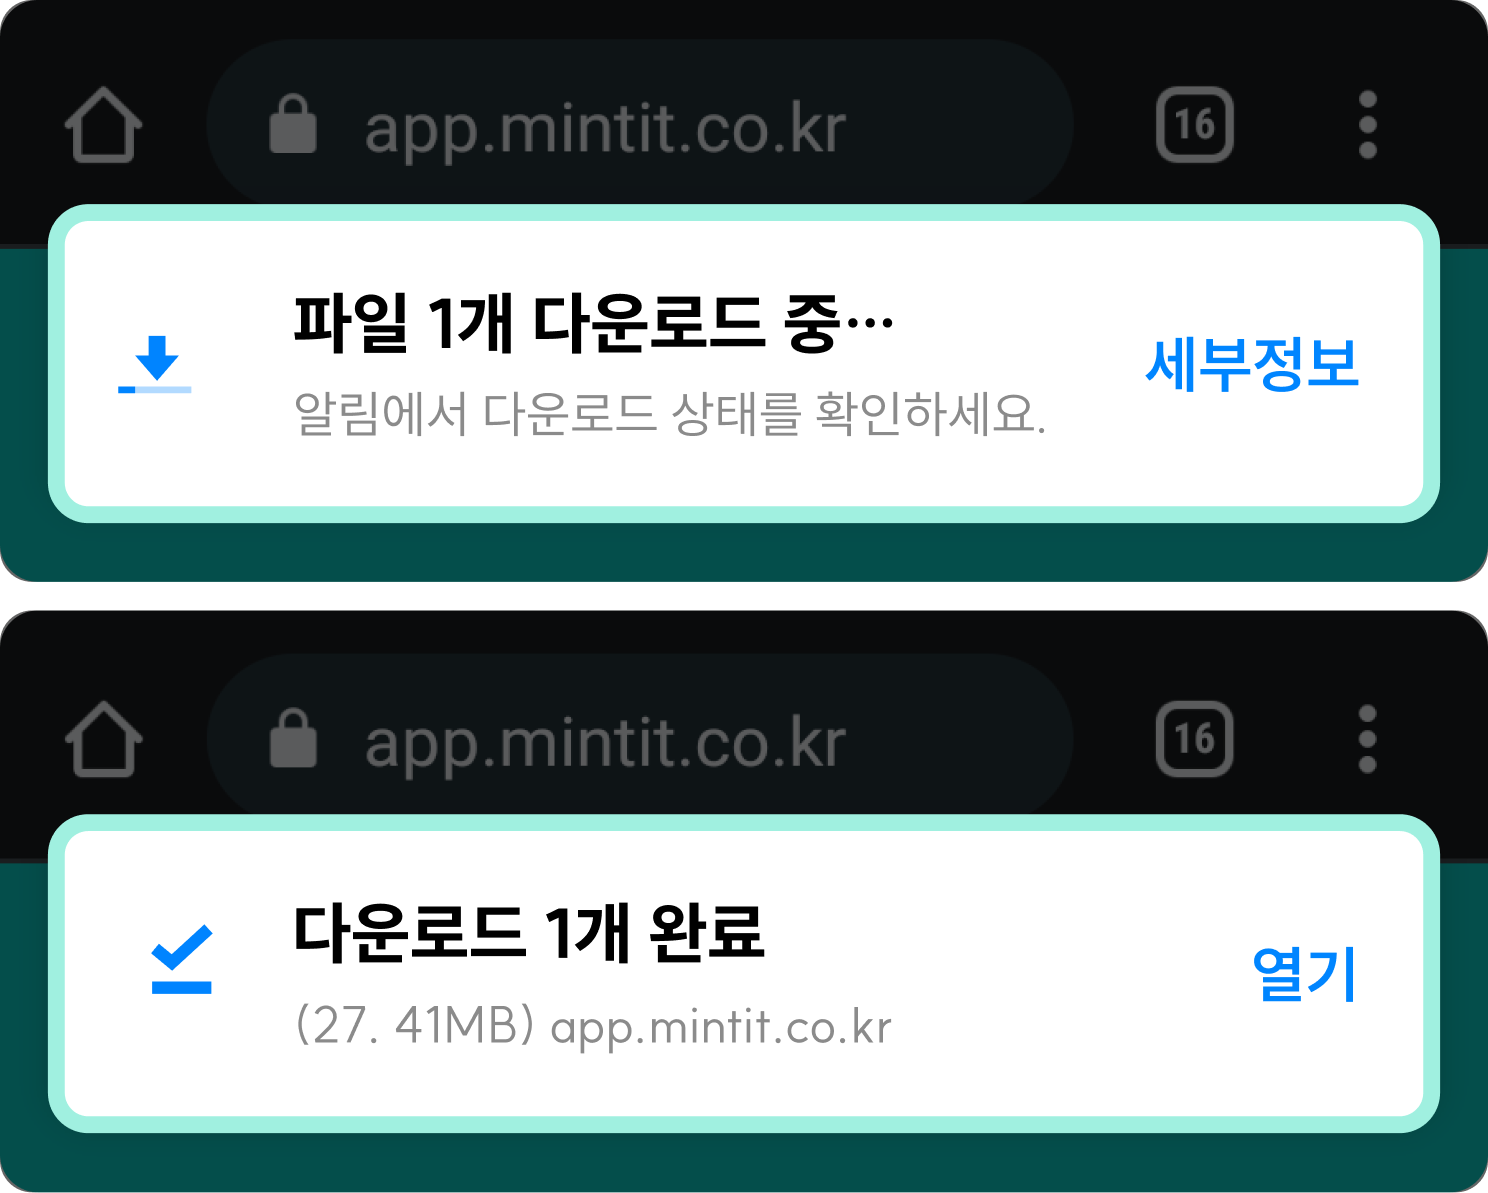 app.mintit.co.kr
16
파일 1개 다운로드 중…
알림에서 다운로드 상태를 확인하세요.
세부정보
app.mintit.co.kr
16
다운로드 1개 완료
(27. 41MB) app.mintit.co.kr
열기